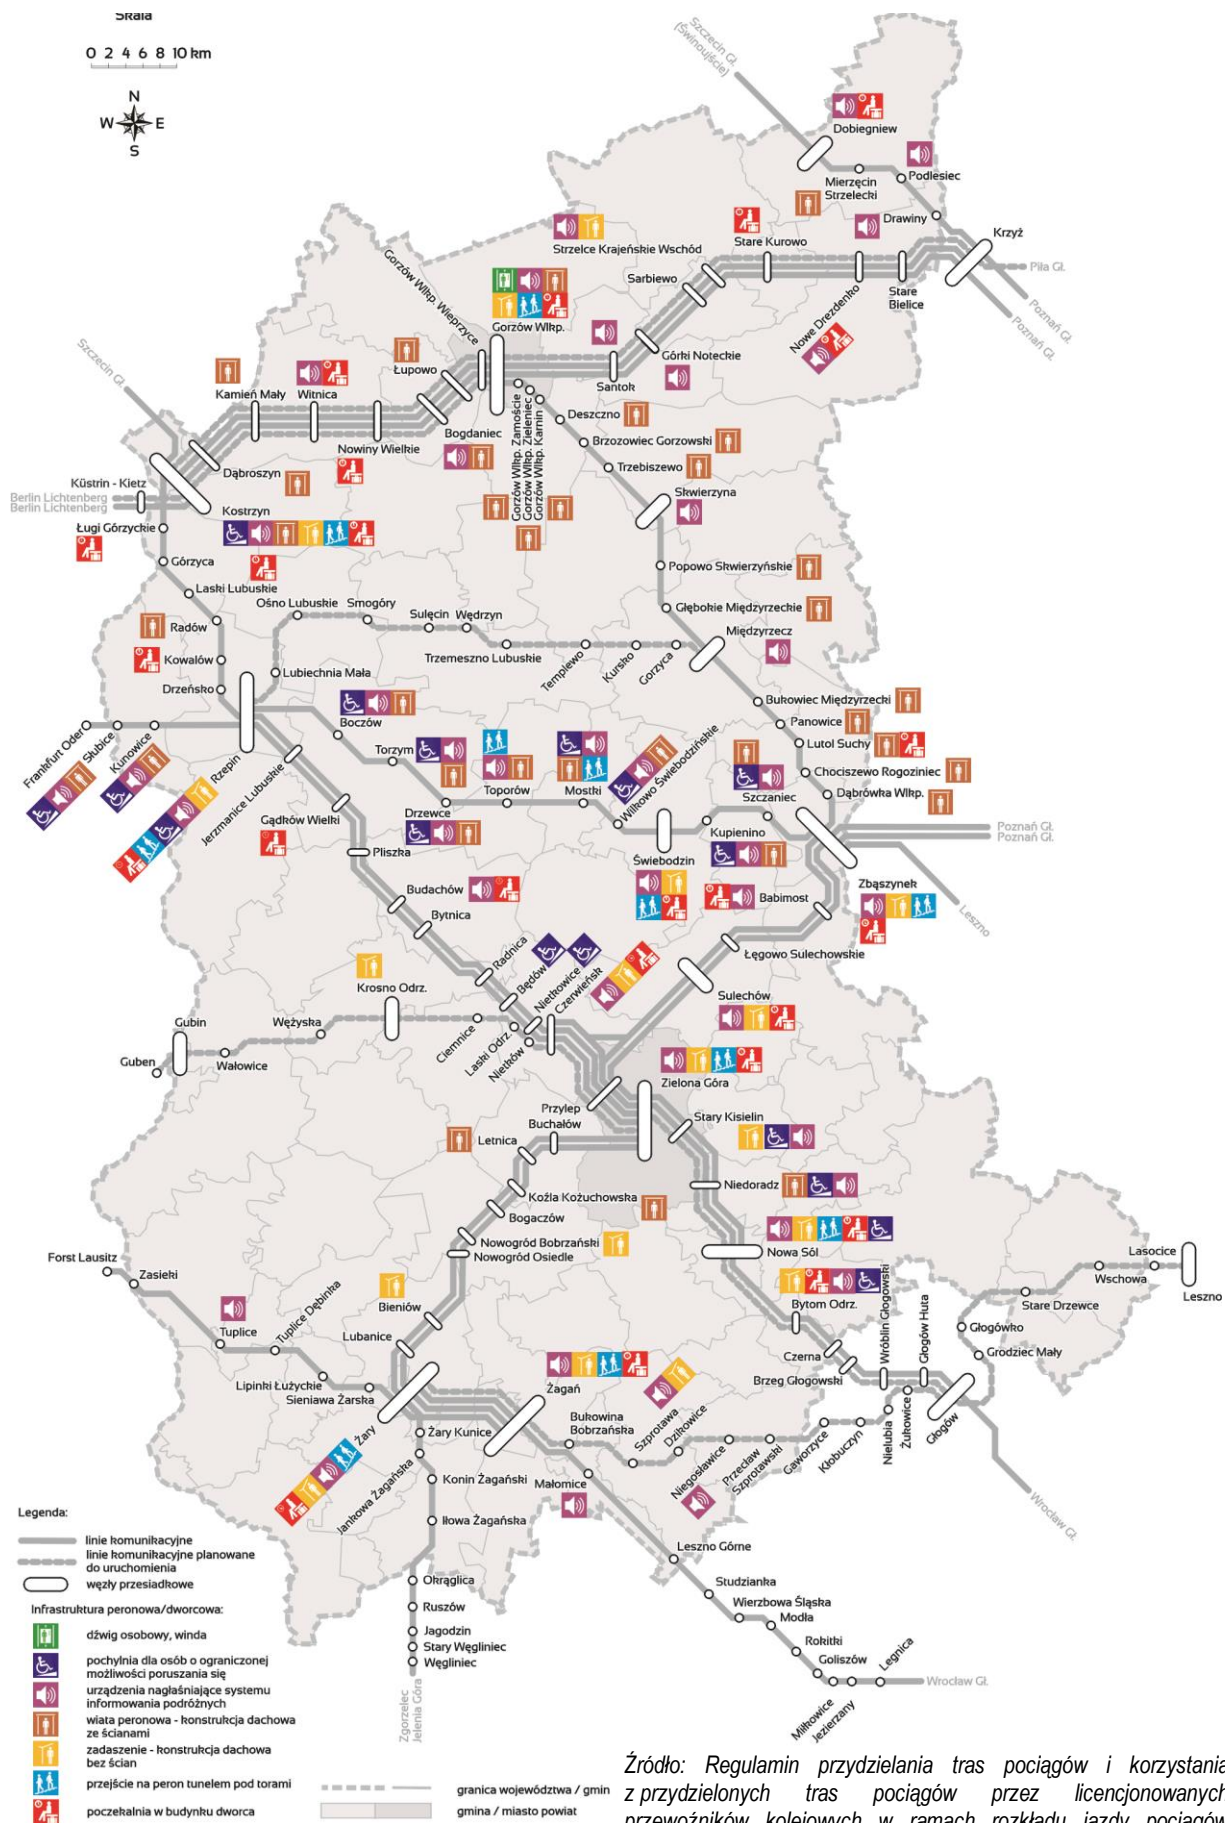 Skala
0 2 4 6 8 10 km
N
W E
S
Szczecin Gł.
(Świnoujście)
Dobiegniew
Mierzęcin
Strzelecki
Podlesiec
Drawiny
Krzyż
Piła Gł.
Poznań Gł.
Poznań Gł.
Stare
Bielice
Nowe Drezdenko
Stare Kurowo
Strzelce Krajeńskie Wschód
Sarbiewo
Górki Noteckie
Santok
Gorzów Wlkp.
Gorzów Wlkp. Wieprzyce
Łupowo
Bogdaniec
Nowiny Wielkie
Witnica
Kamień Mały
Dąbroszyn
Szczecin Gł.
Küstrin - Kietz
Berlin Lichtenberg
Berlin Lichtenberg
Kostrzyn
Gorzów Wlkp. Zamoście
Gorzów Wlkp. Zieleniec
Gorzów Wlkp. Karnin
Deszczno
Brzozowiec Gorzowski
Trzebiszewo
Skwierzyna
Popowo Skwierzyńskie
Głębokie Międzyrzeckie
Międzyrzecz
Ługi Górzyckie
Górzyca
Laski Lubuskie
Radów
Kowalów
Drzeńsko
Ośno Lubuskie
Smogóry
Sulęcin
Wędrzyn
Trzemeszno Lubuskie
Templewo
Kursko
Gorzyca
Lubiechnia Mała
Bukowiec Międzyrzecki
Panowice
Lutol Suchy
Chociszewo Rogoziniec
Dąbrówka Wlkp.
Frankfurt Oder
Słubice
Kunowice
Rzepin
Jerzmanice Lubuskie
Boczów
Torzym
Drzewce
Toporów
Mostki
Wilkowo Świebodzińskie
Świebodzin
Kupienino
Szczaniec
Zbąszynek
Poznań Gł.
Poznań Gł.
Leszno
Gądków Wielki
Pliszka
Budachów
Bytnica
Radnica
Będów
Nietkowice
Czerwieńsk
Babimost
Łęgowo Sulechowskie
Sulechów
Krosno Odrz.
Wężyska
Gubin
Guben
Wałowice
Ciemnice
Laski Odrz.
Nietków
Zielona Góra
Przylep
Buchałów
Letnica
Stary Kisielin
Niedoradz
Koźla Kożuchowska
Bogaczów
Nowogród Bobrzański
Nowogród Osiedle
Nowa Sól
Bytom Odrz.
Czerna
Brzeg Głogowski
Wróblin Głogowski
Głogów Huta
Głogów
Głogówko
Grodziec Mały
Stare Drzewce
Wschowa
Lasocice
Leszno
Wrocław Gł.
Forst Lausitz
Zasieki
Tuplice
Tuplice Dębinka
Lipinki Łużyckie
Sieniawa Żarska
Bieniów
Lubanice
Żary
Żagań
Bukowina
Bobrzańska
Szprotawa
Dzikowice
Niegosławice
Przecław
Szprotawski
Gaworzyce
Kłobuczyn
Nielubia
Żukowice
Żary Kunice
Jankowa Żagańska
Konin Żagański
Iłowa Żagańska
Okrąglica
Ruszów
Jagodzin
Stary Węgliniec
Węgliniec
Zgorzelec
Jelenia Góra
Małomice
Leszno Górne
Studzianka
Wierzbowa Śląska
Modła
Rokitki
Goliszów
Miłkowice
Jezierzany
Legnica
Wrocław Gł.
Legenda:
linie komunikacyjne
linie komunikacyjne planowane
do uruchomienia
węzły przesiadkowe
Infrastruktura peronowa/dworcowa:
dźwig osobowy, winda
pochylnia dla osób o ograniczonej
możliwości poruszania się
urządzenia nagłaśniające systemu
informowania podróżnych
wiata peronowa - konstrukcja dachowa
ze ścianami
zadaszenie - konstrukcja dachowa
bez ścian
przejście na peron tunelem pod torami
poczekalnia w budynku dworca
granica województwa / gmin
gmina / miasto powiat
Źródło: Regulamin przydzielania tras pociągów i korzystania
z przydzielonych tras pociągów przez licencjonowanych
przewoźników kolejowych w ramach rozkładu jazdy pociągów